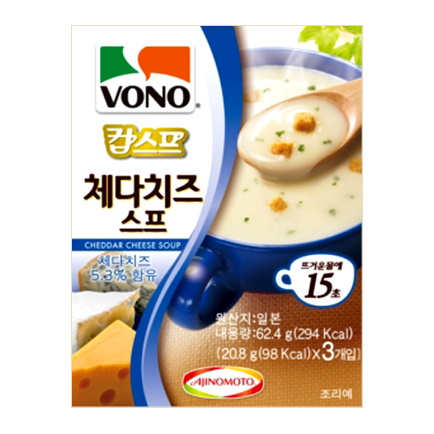 VONO®
컵스프
체다치즈
스프
CHEDDAR CHEESE SOUP
체다치즈
5.3% 함유
뜨거운물에
15초
원산지:일본
내용량:62.4 g(294 Kcal)
(20.8 g(98 Kcal)x3개입)
AJINOMOTO®
조리예